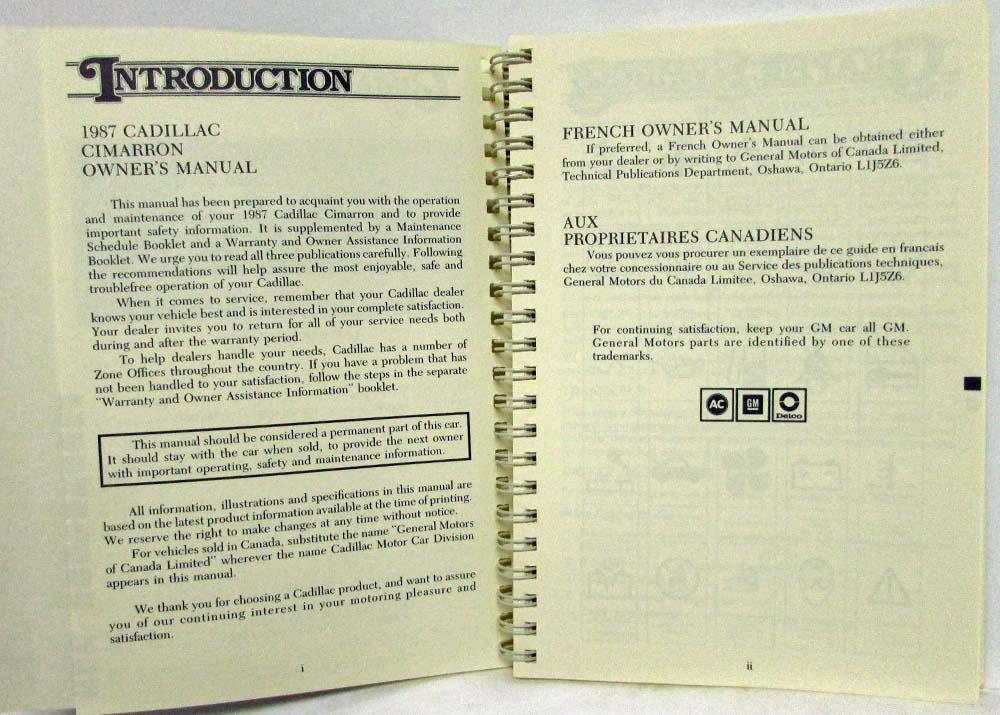 INTRODUCTION
1987 CADILLAC
CIMARRON
OWNER'S MANUAL
This manual has been prepared to acquaint you with the operation
and maintenance of your 1987 Cadillac Cimarron and to provide
important safety information. It is supplemented by a Maintenance
Schedule Booklet and a Warranty and Owner Assistance Information
Booklet. We urge you to read all three publications carefully. Following
the recommendations will help assure the most enjoyable, safe and
troublefree operation of your Cadillac.
When it comes to service, remember that your Cadillac dealer
knows your vehicle best and is interested in your complete satisfaction.
Your dealer invites you to return for all of your service needs both
during and after the warranty period.
To help dealers handle your needs, Cadillac has a number of
Zone Offices throughout the country. If you have a problem that has
not been handled to your satisfaction, follow the steps in the separate
"Warranty and Owner Assistance Information" booklet.
This manual should be considered a permanent part of this car.
It should stay with the car when sold, to provide the next owner
with important operating, safety and maintenance information.
All information, illustrations and specifications in this manual are
based on the latest product information available at the time of printing.
We reserve the right to make changes at any time without notice.
For vehicles sold in Canada, substitute the name "General Motors
of Canada Limited" wherever the name Cadillac Motor Car Division
appears in this manual.
We thank you for choosing a Cadillac product, and want to assure
you of our continuing interest in your motoring pleasure and
satisfaction.
i
FRENCH OWNER'S MANUAL
If preferred, a French Owner's Manual can be obtained either
from your dealer or by writing to General Motors of Canada Limited,
Technical Publications Department, Oshawa, Ontario L1J5Z6.
AUX
PROPRIETAIRES CANADIENS
Vous pouvez vous procurer un exemplaire de ce guide en francais
chez votre concessionnaire ou au Service des publications techniques,
General Motors du Canada Limitee, Oshawa, Ontario L1J5Z6.
For continuing satisfaction, keep your GM car all GM.
General Motors parts are identified by one of these
trademarks.
AC GM Delco
ii